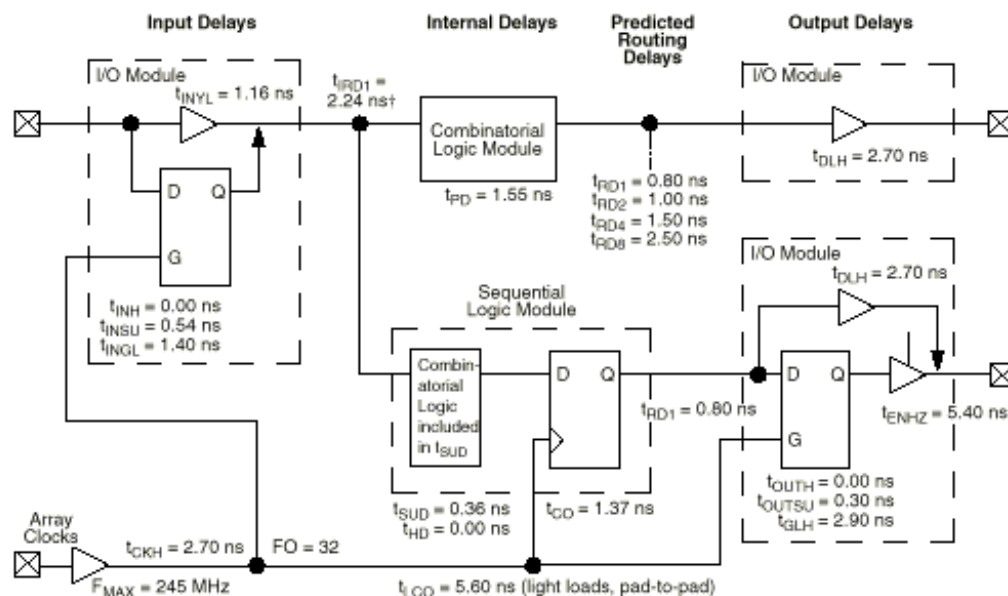 Input Delays
Internal Delays
Predicted
Routing
Delays
Output Delays
I/O Module
tINYL = 1.16 ns
tIRD1 =
2.24 ns†
Combinatorial
Logic Module
tPD = 1.55 ns
tRD1 = 0.80 ns
tRD2 = 1.00 ns
tRD4 = 1.50 ns
tRD8 = 2.50 ns
I/O Module
tDLH = 2.70 ns
D Q
G
tINH = 0.00 ns
tINSU = 0.54 ns
tINGL = 1.40 ns
Sequential
Logic Module
Combin-
atorial
Logic
included
in tSUD
D Q
tRD1 = 0.80 ns
I/O Module
tDLH = 2.70 ns
D Q
G
tENHZ = 5.40 ns
tOUTH = 0.00 ns
tOUTSU = 0.30 ns
tGLH = 2.90 ns
tSUD = 0.36 ns
tHD = 0.00 ns
tCO = 1.37 ns
Array
Clocks
tCKH = 2.70 ns
FO = 32
FMAX = 245 MHz
tLCO = 5.60 ns (light loads, pad-to-pad)